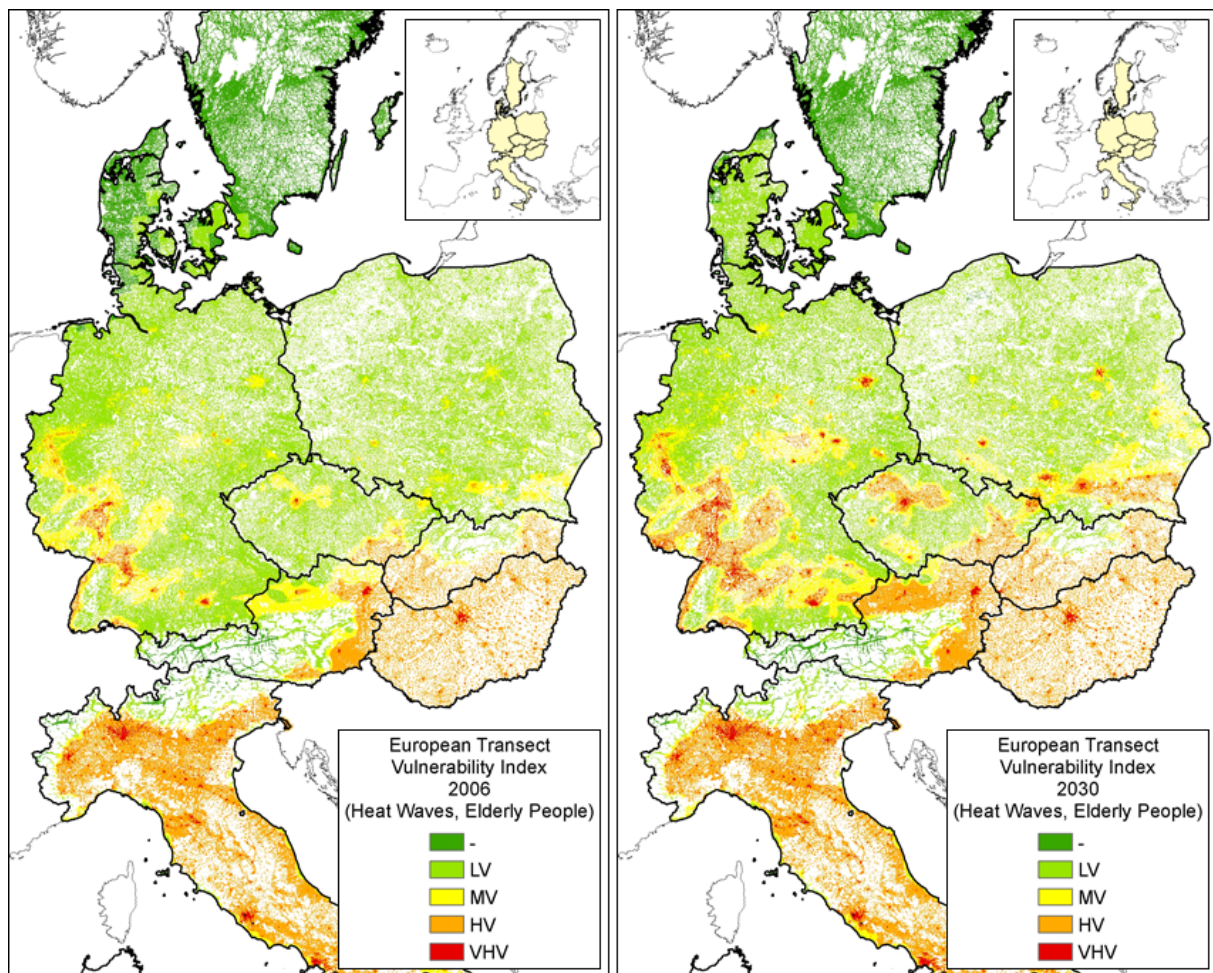 European Transect
Vulnerability Index
2006
(Heat Waves, Elderly People)
-
LV
MV
HV
VHV
European Transect
Vulnerability Index
2030
(Heat Waves, Elderly People)
-
LV
MV
HV
VHV